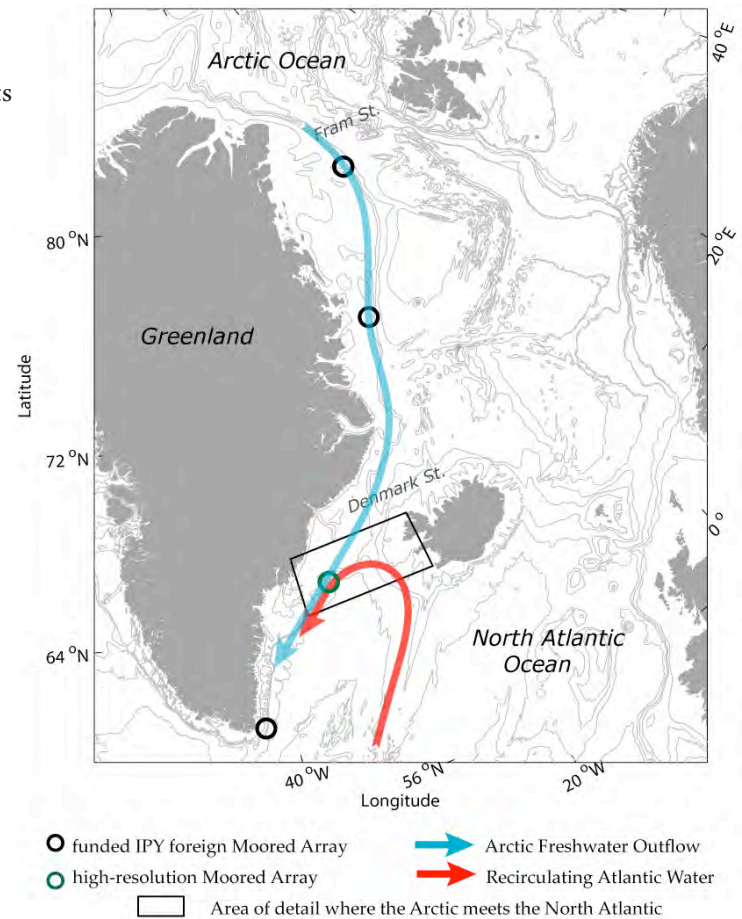 ts
Arctic Ocean
Fram St.
40 °E
80 °N
20 °E
Greenland
Latitude
72 °N
Denmark St.
0 °
64 °N
North Atlantic
Ocean
40 °W
56 °N
20 °W
Longitude
funded IPY foreign Moored Array
Arctic Freshwater Outflow
high-resolution Moored Array
Recirculating Atlantic Water
Area of detail where the Arctic meets the North Atlantic